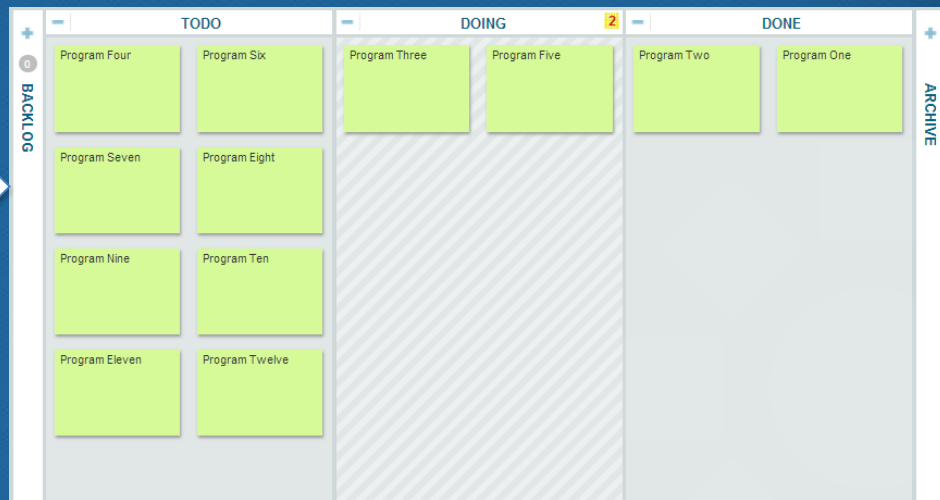 TODO
DOING
2
DONE
0
BACKLOG
ARCHIVE
Program Four
Program Six
Program Three
Program Five
Program Two
Program One
Program Seven
Program Eight
Program Nine
Program Ten
Program Eleven
Program Twelve